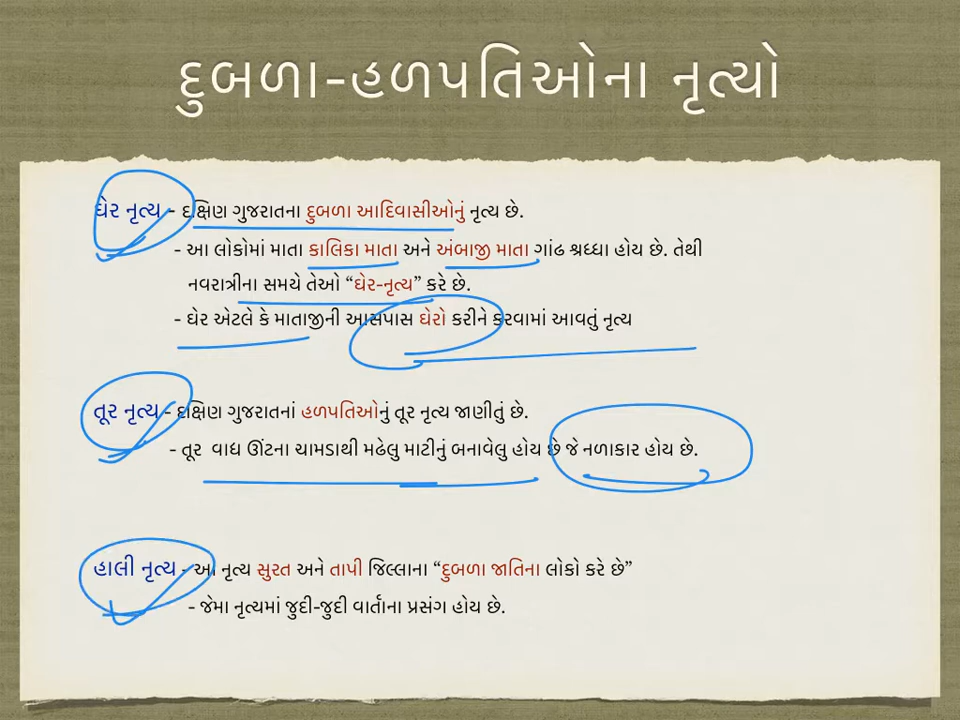 દુબળા-હળપતિઓના નૃત્યો
ઘેર નૃત્ય - દક્ષિણ ગુજરાતના દુબળા આદિવાસીઓનું નૃત્ય છે.
- આ લોકોમાં માતા કાલિકા માતા અને અંબાજી માતા ગાંઢ શ્રધ્ધા હોય છે. તેથી
નવરાત્રીના સમયે તેઓ “ઘેર-નૃત્ય” કરે છે.
- ઘેર એટલે કે માતાજીની આસપાસ ઘેરો કરીને કરવામાં આવતું નૃત્ય
તૂર નૃત્ય - દક્ષિણ ગુજરાતનાં હળપતિઓનું તૂર નૃત્ય જાણીતું છે.
- તૂર વાદ્ય ઊંટના ચામડાથી મઢેલુ માટીનું બનાવેલુ હોય છે જે નળાકાર હોય છે.
હાલી નૃત્ય - આ નૃત્ય સુરત અને તાપી જિલ્લાના “દુબળા જાતિના લોકો કરે છે”
- જેમા નૃત્યમાં જુદી-જુદી વાર્તાના પ્રસંગ હોય છે.